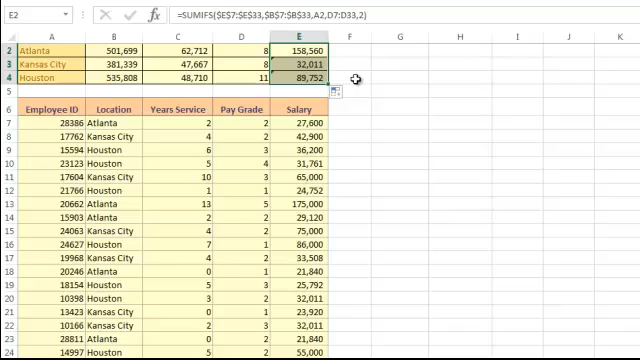 E2 fx =SUMIFS($E$7:$E$33,$B$7:$B$33,A2,D7:D33,2)
A B C D E F G H I J K
2 Atlanta 501,699 62,712 8 158,560
3 Kansas City 381,339 47,667 8 32,011
4 Houston 535,808 48,710 11 89,752
5
6 Employee ID Location Years Service Pay Grade Salary
7 28386 Atlanta 2 2 27,600
8 17762 Kansas City 4 2 42,900
9 15594 Houston 6 3 36,200
10 23123 Houston 5 4 31,761
11 17604 Kansas City 10 3 65,000
12 21766 Houston 1 1 24,752
13 20662 Atlanta 13 5 175,000
14 15903 Atlanta 2 2 29,120
15 24063 Kansas City 4 2 75,000
16 24627 Houston 7 1 86,000
17 19968 Kansas City 4 2 33,508
18 20246 Atlanta 0 1 21,840
19 18154 Houston 5 3 25,792
20 10398 Houston 3 2 32,011
21 13423 Kansas City 0 1 23,920
22 10166 Kansas City 2 3 32,011
23 28811 Atlanta 0 2 21,840
24 14997 Houston 5 2 55,000